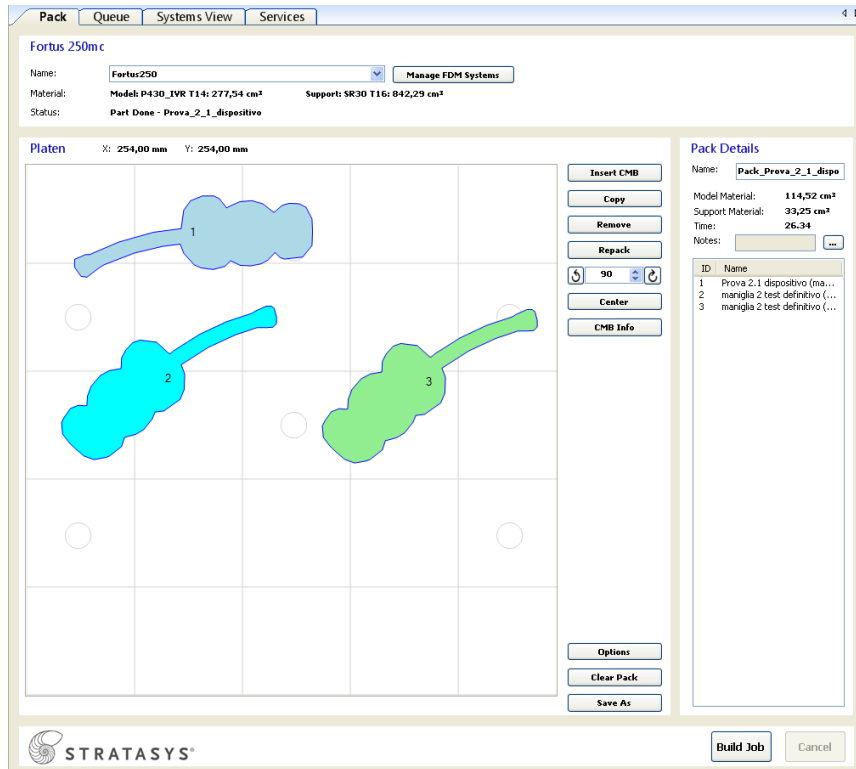 Pack Queue Systems View Services
Fortus 250mc
Name: Fortus250 Manage FDM Systems
Material: Model: P430_IVR T14: 277,54 cm³ Support: SR30 T16: 842,29 cm³
Status: Part Done - Prova_2_1_dispositivo
Platen X: 254,00 mm Y: 254,00 mm
1
2
3
Insert CMB
Copy
Remove
Repack
90
Center
CMB Info
Options
Clear Pack
Save As
Pack Details
Name: Pack_Prova_2_1_dispo
Model Material: 114,52 cm³
Support Material: 33,25 cm³
Time: 26.34
Notes: ...
ID Name
1 Prova 2.1 dispositivo (ma...
2 maniglia 2 test definitivo (...
3 maniglia 2 test definitivo (...
STRATASYS
Build Job Cancel